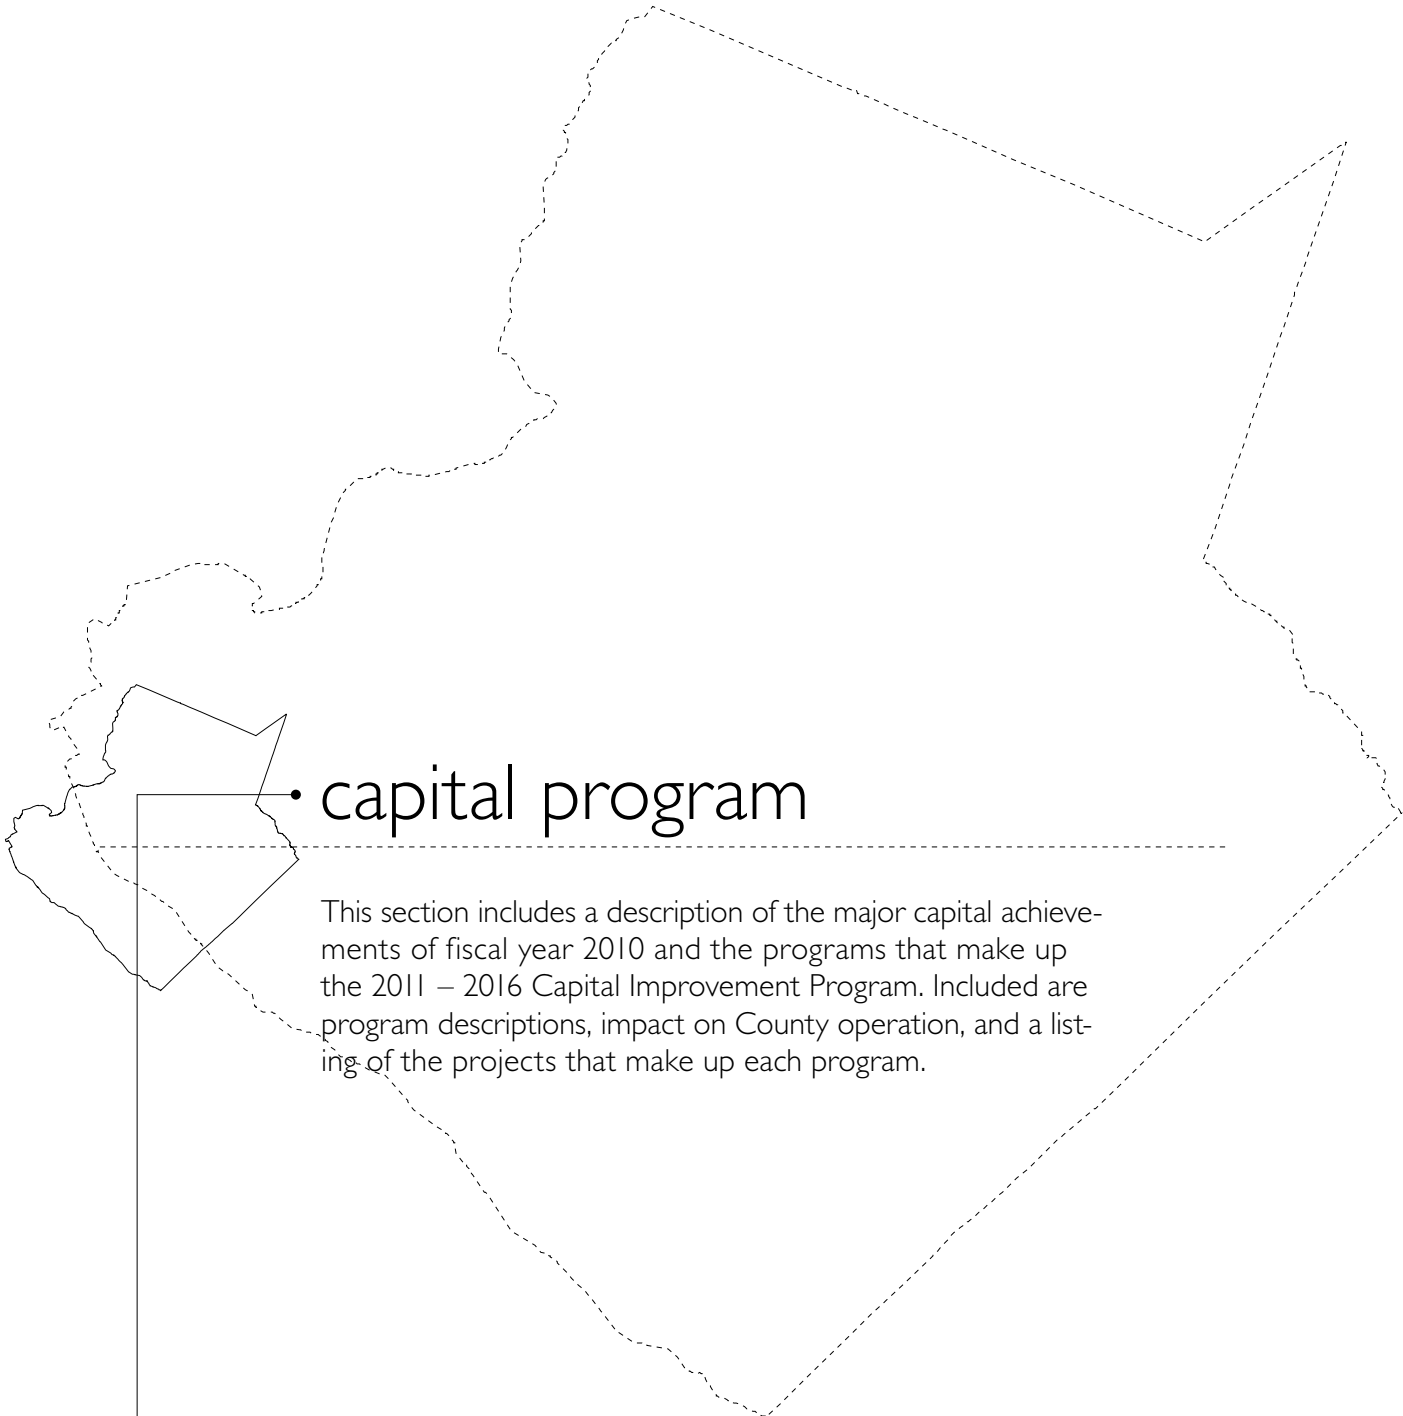 capital program
This section includes a description of the major capital achieve-
ments of fiscal year 2010 and the programs that make up
the 2011 – 2016 Capital Improvement Program. Included are
program descriptions, impact on County operation, and a list-
ing of the projects that make up each program.